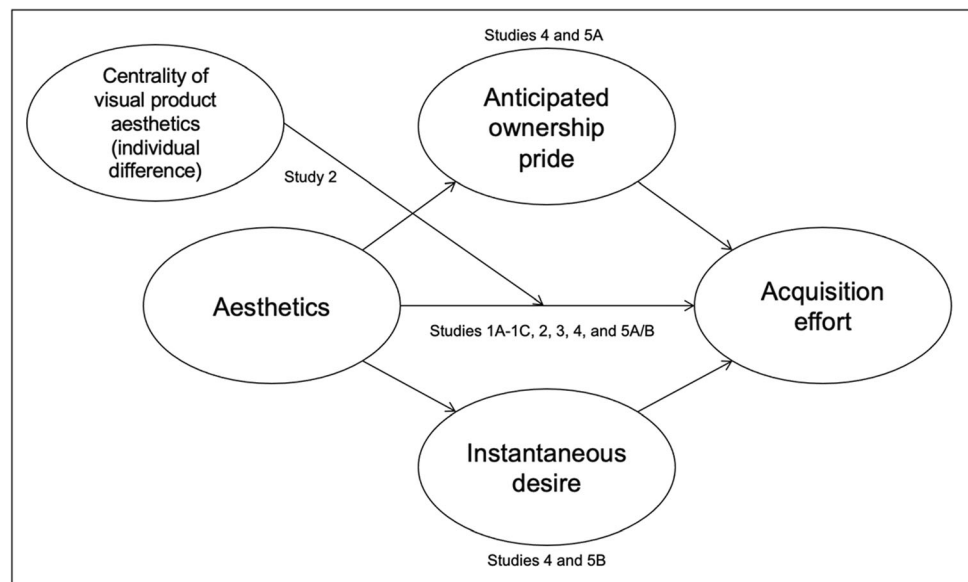 Studies 4 and 5A
Centrality of
visual product
aesthetics
(individual
difference)
Anticipated
ownership
pride
Study 2
Aesthetics
Acquisition
effort
Studies 1A-1C, 2, 3, 4, and 5A/B
Instantaneous
desire
Studies 4 and 5B